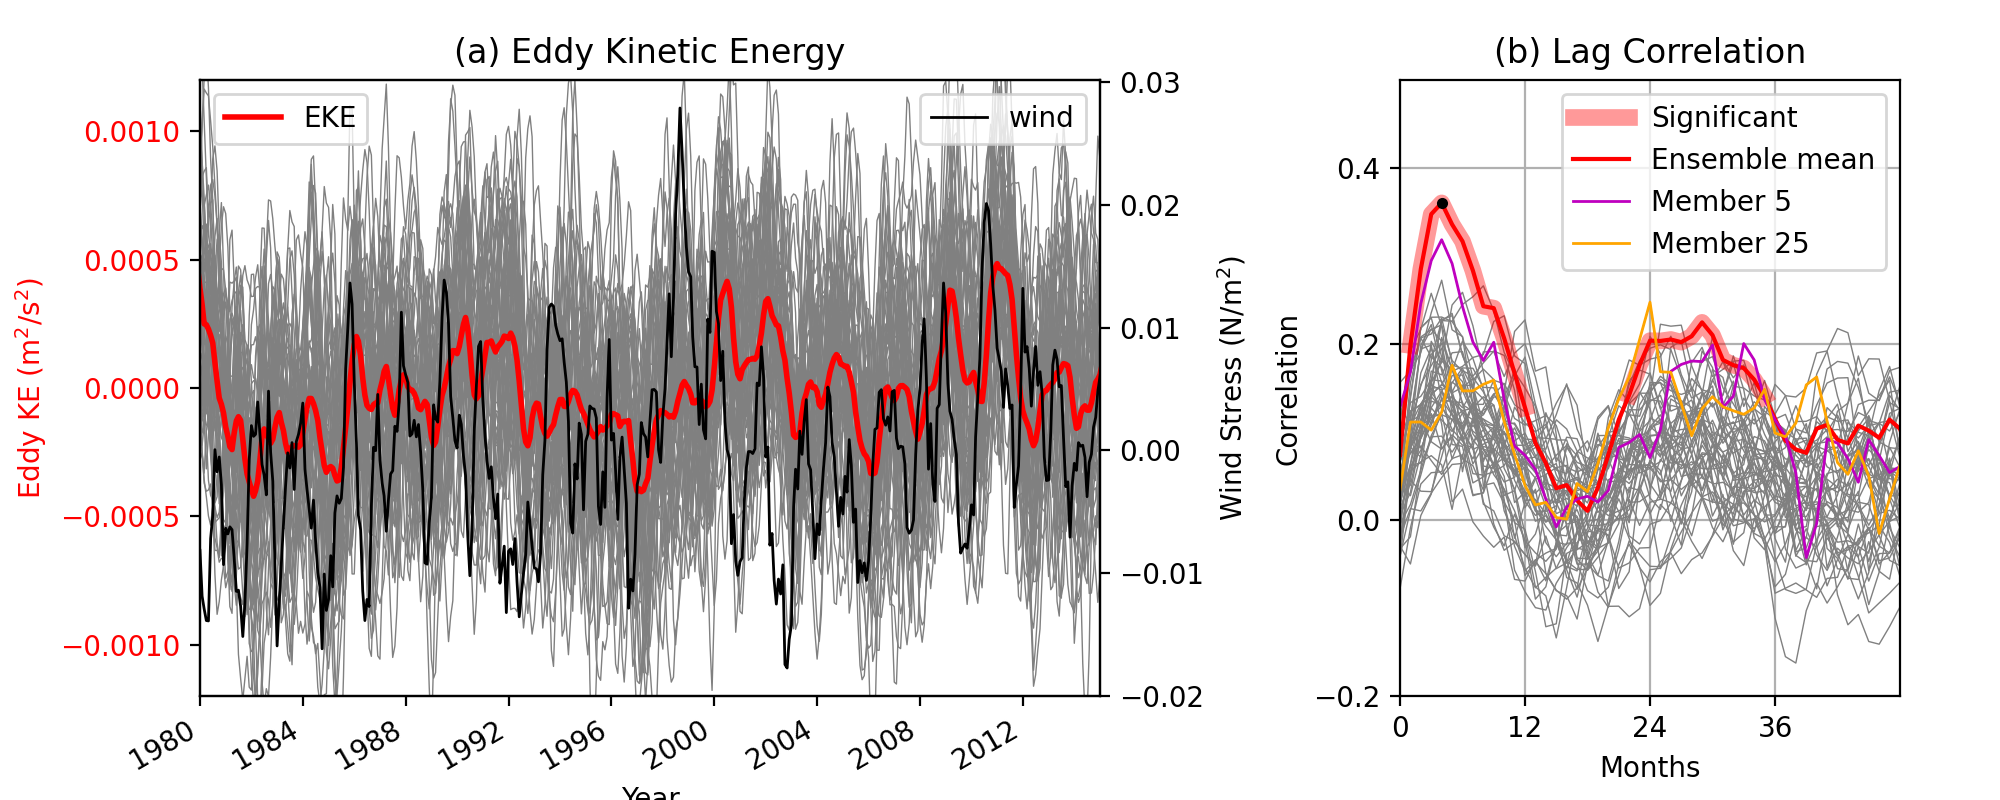 (a) Eddy Kinetic Energy
EKE
wind
0.0010
0.0005
0.0000
−0.0005
−0.0010
Eddy KE (m²/s²)
0.03
0.02
0.01
0.00
−0.01
−0.02
Wind Stress (N/m²)
1980
1984
1988
1992
1996
2000
2004
2008
2012
Year
(b) Lag Correlation
Significant
Ensemble mean
Member 5
Member 25
0.4
0.2
0.0
−0.2
Correlation
0
12
24
36
Months